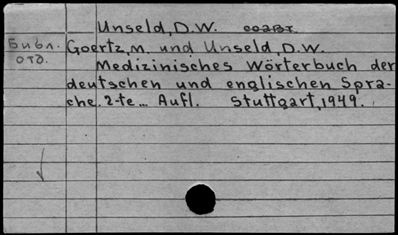 Unseld, D.W. соавт.
Библ. Goertz, M. und Unseld, D.W.
отд. Medizinisches Wörterbuch der
deutschen und englischen Spra-
che. 2-te... Aufl. Stuttgart, 1949.